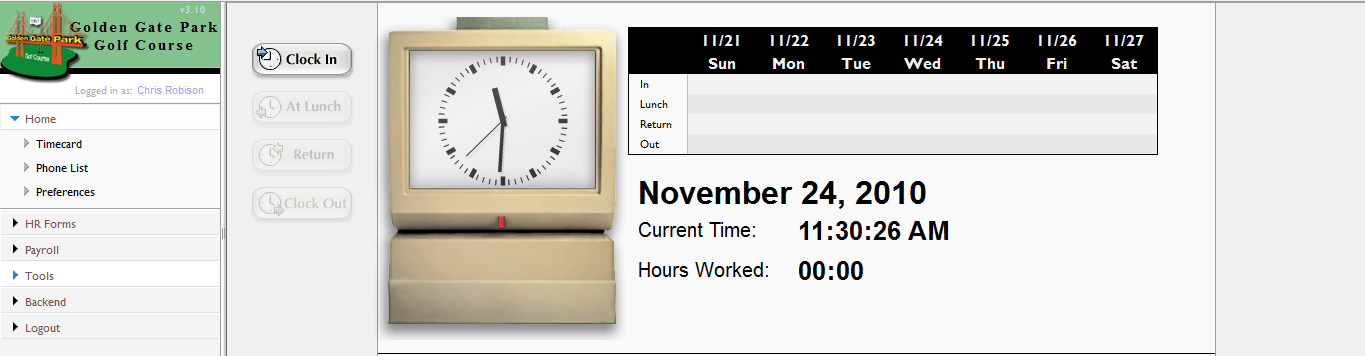 v3.10
Golden Gate Park
Golf Course
Golden Gate Park
Golf Course
Logged in as: Chris Robison
Home
Timecard
Phone List
Preferences
HR Forms
Payroll
Tools
Backend
Logout
Clock In
At Lunch
Return
Clock Out
11/21 11/22 11/23 11/24 11/25 11/26 11/27
Sun Mon Tue Wed Thu Fri Sat
In
Lunch
Return
Out
November 24, 2010
Current Time: 11:30:26 AM
Hours Worked: 00:00